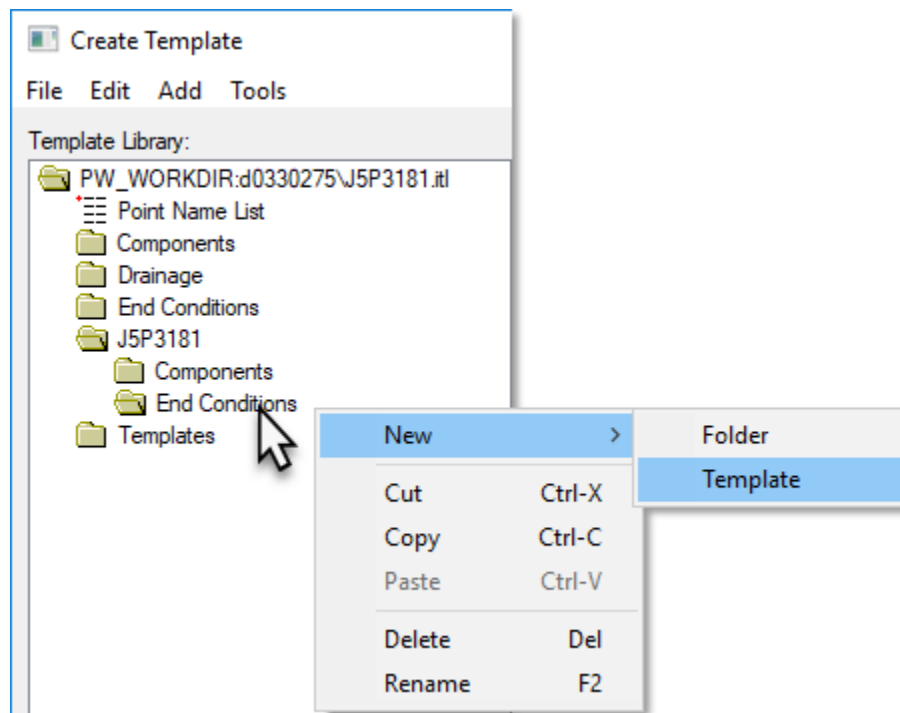 Create Template
File Edit Add Tools
Template Library:
PW_WORKDIR:d0330275\J5P3181.itl
Point Name List
Components
Drainage
End Conditions
J5P3181
Components
End Conditions
Templates
New >
Cut Ctrl-X
Copy Ctrl-C
Paste Ctrl-V
Delete Del
Rename F2
Folder
Template